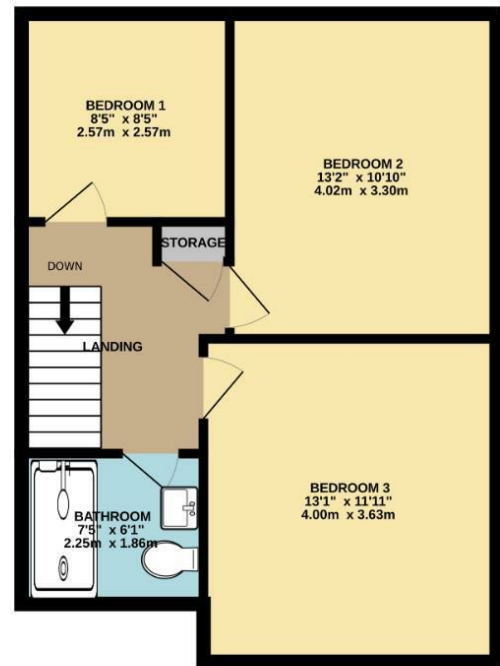 BEDROOM 1
8'5" x 8'5"
2.57m x 2.57m
BEDROOM 2
13'2" x 10'10"
4.02m x 3.30m
STORAGE
DOWN
LANDING
BEDROOM 3
13'1" x 11'11"
4.00m x 3.63m
BATHROOM
7'5" x 6'1"
2.25m x 1.86m